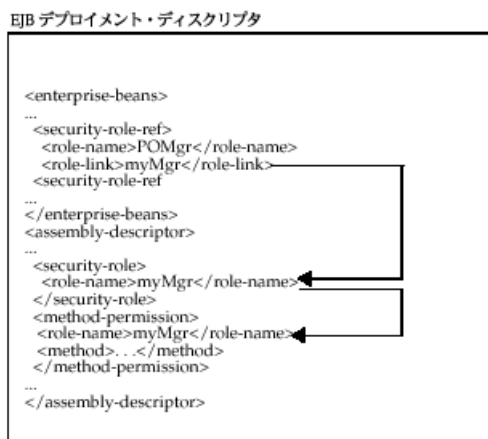 EJB デプロイメント・ディスクリプタ
<enterprise-beans>
...
<security-role-ref>
<role-name>POMgr</role-name>
<role-link>myMgr</role-link>
<security-role-ref
...
</enterprise-beans>
<assembly-descriptor>
...
<security-role>
<role-name>myMgr</role-name>
</security-role>
<method-permission>
<role-name>myMgr</role-name>
<method>. . .</method>
</method-permission>
...
</assembly-descriptor>